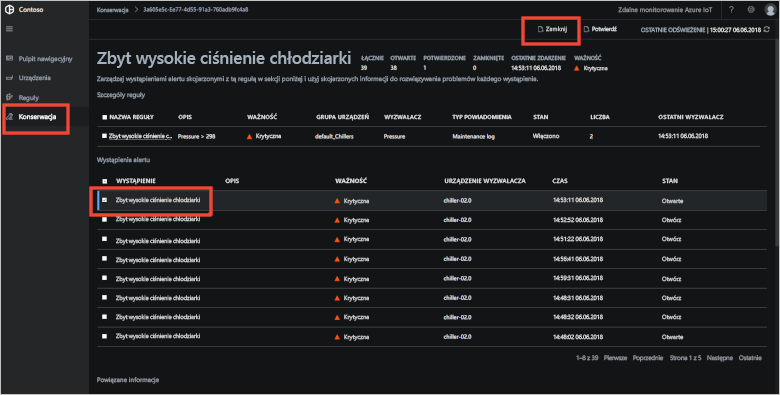 Contoso
Konserwacja > 3a605e5c-5e77-4d55-91a3-760adb9fc4a8
Zdalne monitorowanie Azure IoT
Zamknij
Potwierdź
OSTATNIE ODŚWIEŻENIE | 15:00:27 06.06.2018
Pulpit nawigacyjny
Urządzenia
Reguły
Konserwacja
Zbyt wysokie ciśnienie chłodziarki
ŁĄCZNIE OTWARTE POTWIERDZONE ZAMKNIĘTE OSTATNIE ZDARZENIE WAŻNOŚĆ
39 38 1 0 14:53:11 06.06.2018 Krytyczna
Zarządzaj wystąpieniami alertu skojarzonymi z tą regułą w sekcji poniżej i użyj skojarzonych informacji do rozwiązywania problemów każdego wystąpienia.
Szczegóły reguły
NAZWA REGUŁY OPIS WAŻNOŚĆ GRUPA URZĄDZEŃ WYZWALACZ TYP POWIADOMIENIA STAN LICZBA OSTATNI WYZWALACZ
Zbyt wysokie ciśnienie c... Pressure > 298 Krytyczna default_Chillers Pressure Maintenance log Włączono 2 14:53:11 06.06.2018
Wystąpienia alertu
WYSTĄPIENIE OPIS WAŻNOŚĆ URZĄDZENIE WYZWALACZA CZAS STAN
Zbyt wysokie ciśnienie chłodziarki Krytyczna chiller-02.0 14:53:11 06.06.2018 Otwarte
Zbyt wysokie ciśnienie chłodziarki Krytyczna chiller-02.0 14:52:52 06.06.2018 Otwórz
Zbyt wysokie ciśnienie chłodziarki Krytyczna chiller-02.0 14:51:22 06.06.2018 Otwórz
Zbyt wysokie ciśnienie chłodziarki Krytyczna chiller-02.0 14:56:41 06.06.2018 Otwórz
Zbyt wysokie ciśnienie chłodziarki Krytyczna chiller-02.0 14:59:31 06.06.2018 Otwórz
Zbyt wysokie ciśnienie chłodziarki Krytyczna chiller-02.0 14:48:31 06.06.2018 Otwórz
Zbyt wysokie ciśnienie chłodziarki Krytyczna chiller-02.0 14:48:32 06.06.2018 Otwórz
Zbyt wysokie ciśnienie chłodziarki Krytyczna chiller-02.0 14:48:02 06.06.2018 Otwarte
1–8 z 39 Pierwsze Poprzednie Strona 1 z 5 Następna Ostatnie
Powiązane informacje